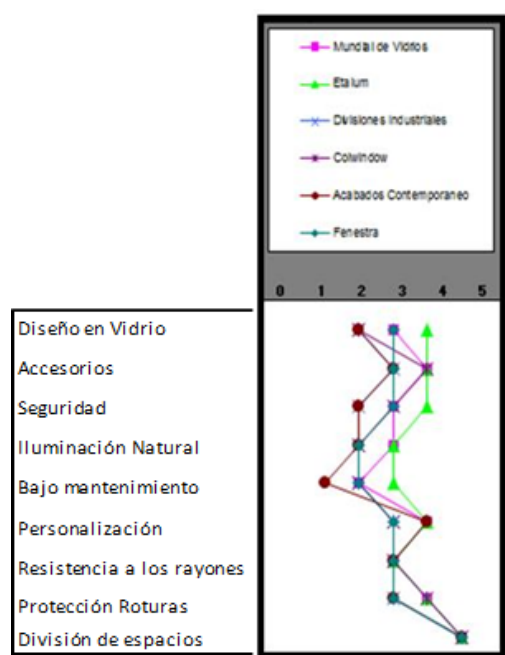 Mundial de Vidrios
Etalum
Divisiones Industriales
Colwindow
Acabados Contemporaneo
Fenestra
0 1 2 3 4 5
Diseño en Vidrio
Accesorios
Seguridad
Iluminación Natural
Bajo mantenimiento
Personalización
Resistencia a los rayones
Protección Roturas
División de espacios